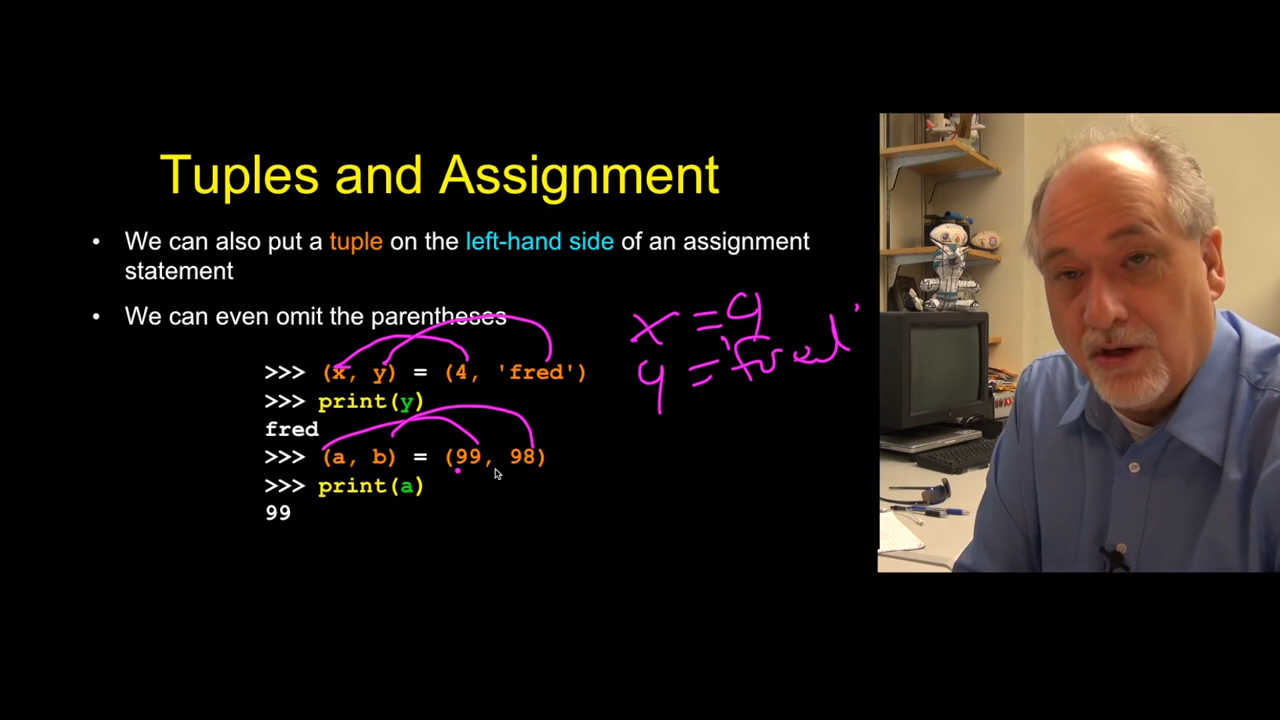 Tuples and Assignment
• We can also put a tuple on the left-hand side of an assignment
statement
• We can even omit the parentheses
x = 4
y = 'fred'
>>> (x, y) = (4, 'fred')
>>> print(y)
fred
>>> (a, b) = (99, 98)
>>> print(a)
99